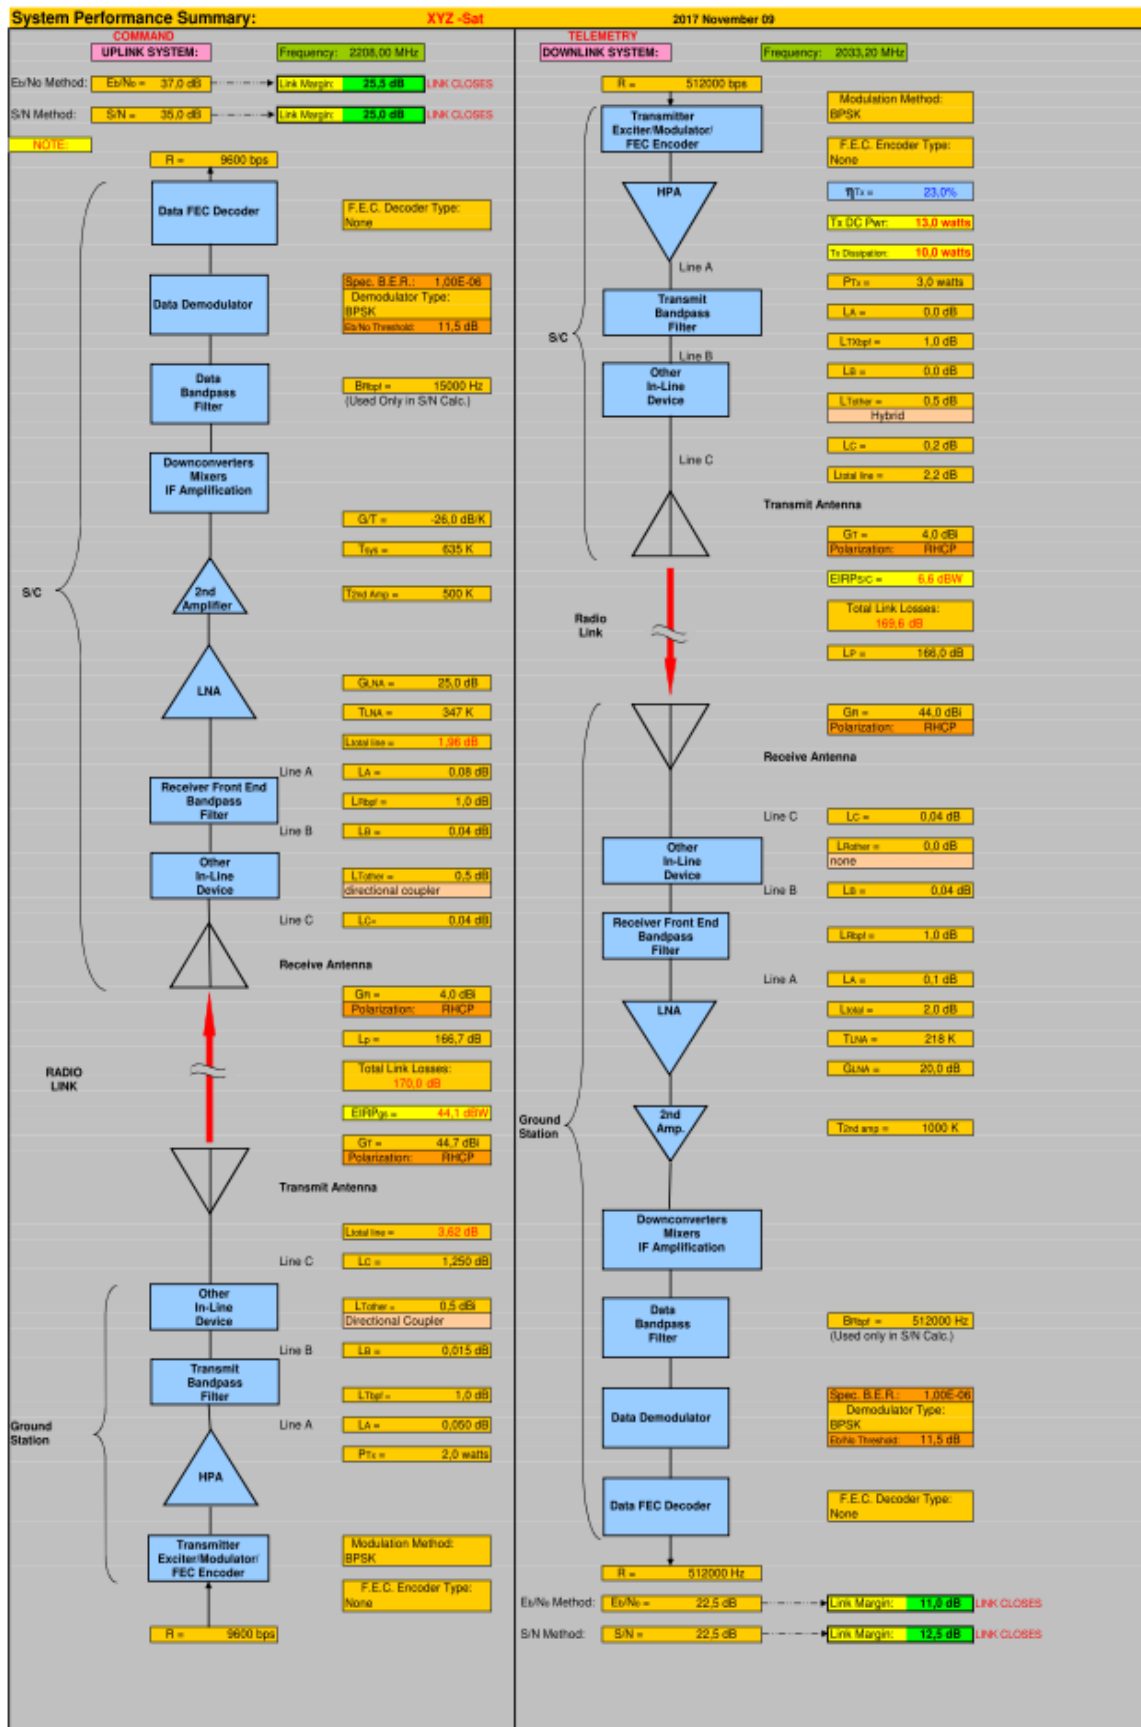 System Performance Summary: XYZ -Sat 2017 November 09
COMMAND
UPLINK SYSTEM: Frequency: 2208,00 MHz
Eb/No Method: Eb/No = 37,0 dB Link Margin: 25,5 dB LINK CLOSES
S/N Method: S/N = 35,0 dB Link Margin: 25,0 dB LINK CLOSES
NOTE:
R = 9600 bps
Data FEC Decoder
F.E.C. Decoder Type:
None
Data Demodulator
Spec. B.E.R.: 1,00E-06
Demodulator Type:
BPSK
Eb/No Threshold: 11,5 dB
Data
Bandpass
Filter
BRbpf = 15000 Hz
(Used Only in S/N Calc.)
Downconverters
Mixers
IF Amplification
G/T = -26,0 dB/K
Tsys = 635 K
S/C
2nd
Amplifier
T2nd Amp = 500 K
LNA
GLNA = 25,0 dB
TLNA = 347 K
Ltotal line = 1,96 dB
Line A LA = 0,08 dB
Receiver Front End
Bandpass
Filter
LRbpf = 1,0 dB
Line B LB = 0,04 dB
Other
In-Line
Device
LTother = 0,5 dB
directional coupler
Line C LC= 0,04 dB
Receive Antenna
GR = 4,0 dBi
Polarization: RHCP
Lp = 166,7 dB
RADIO
LINK
Total Link Losses:
170,0 dB
EIRPgs = 44,1 dBW
GT = 44,7 dBi
Polarization: RHCP
Transmit Antenna
Ltotal line = 3,62 dB
Line C LC = 1,250 dB
Other
In-Line
Device
LTother = 0,5 dBi
Directional Coupler
Line B LB = 0,015 dB
Transmit
Bandpass
Filter
LTbpf = 1,0 dB
Ground
Station
Line A LA = 0,050 dB
PTx = 2,0 watts
HPA
Transmitter
Exciter/Modulator/
FEC Encoder
Modulation Method:
BPSK
F.E.C. Encoder Type:
None
R = 9600 bps
TELEMETRY
DOWNLINK SYSTEM: Frequency: 2033,20 MHz
R = 512000 bps
Transmitter
Exciter/Modulator/
FEC Encoder
Modulation Method:
BPSK
F.E.C. Encoder Type:
None
HPA
ηTx = 23,0%
Tx DC Pwr: 13,0 watts
Tx Dissipation: 10,0 watts
Line A
PTx = 3,0 watts
Transmit
Bandpass
Filter
LA = 0,0 dB
S/C
LTXbpf = 1,0 dB
Line B
LB = 0,0 dB
Other
In-Line
Device
LTother = 0,5 dB
Hybrid
LC = 0,2 dB
Line C
Ltotal line = 2,2 dB
Transmit Antenna
GT = 4,0 dBi
Polarization: RHCP
EIRPS/C = 6,6 dBW
Radio
Link
Total Link Losses:
169,6 dB
LP = 166,0 dB
GR = 44,0 dBi
Polarization: RHCP
Receive Antenna
Line C LC = 0,04 dB
Other
In-Line
Device
LRother = 0,0 dB
none
Line B LB = 0,04 dB
Receiver Front End
Bandpass
Filter
LRbpf = 1,0 dB
Line A LA = 0,1 dB
LNA
Ltotal = 2,0 dB
TLNA = 218 K
GLNA = 20,0 dB
Ground
Station
2nd
Amp.
T2nd amp = 1000 K
Downconverters
Mixers
IF Amplification
Data
Bandpass
Filter
BRbpf = 512000 Hz
(Used only in S/N Calc.)
Data Demodulator
Spec. B.E.R.: 1,00E-06
Demodulator Type:
BPSK
Eb/No Threshold: 11,5 dB
Data FEC Decoder
F.E.C. Decoder Type:
None
R = 512000 Hz
Eb/No Method: Eb/No = 22,5 dB Link Margin: 11,0 dB LINK CLOSES
S/N Method: S/N = 22,5 dB Link Margin: 12,5 dB LINK CLOSES